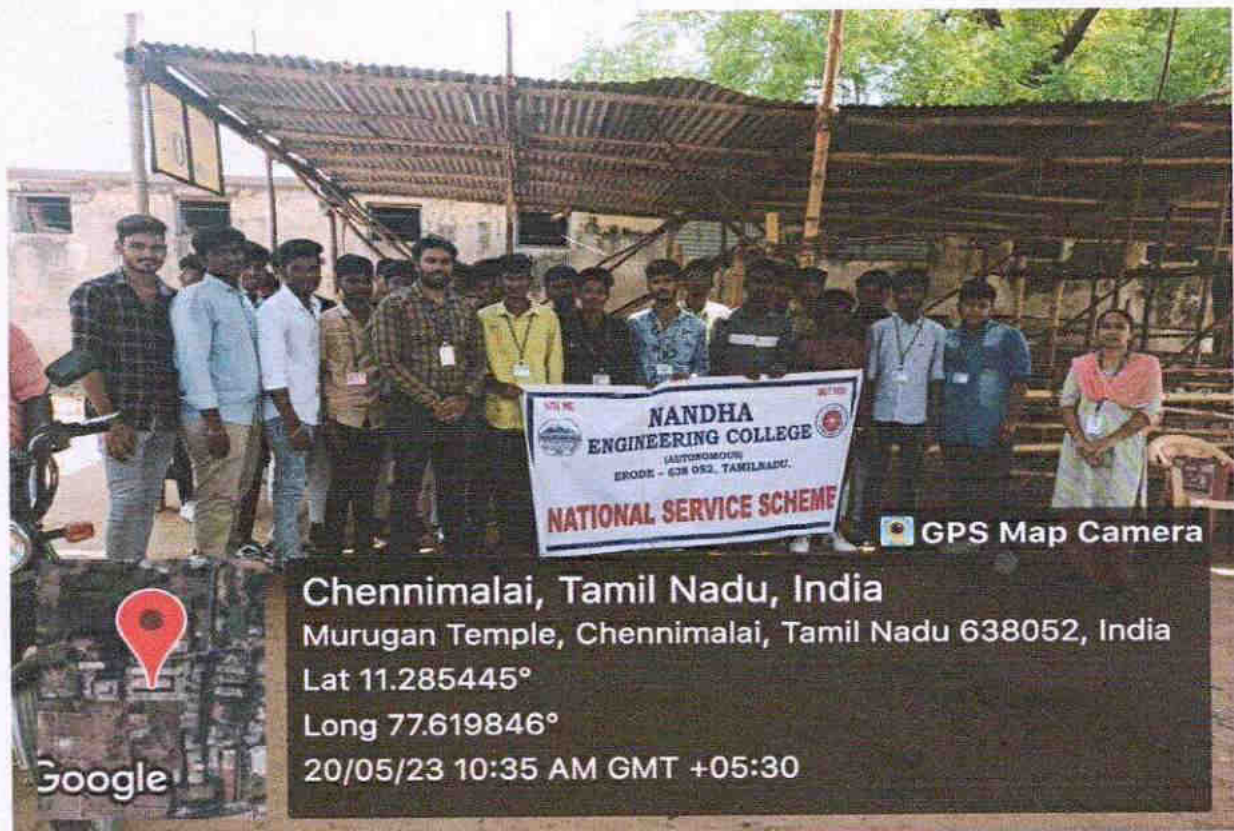 NANDHA
ENGINEERING COLLEGE
(AUTONOMOUS)
ERODE - 638 052, TAMILNADU.
NATIONAL SERVICE SCHEME
GPS Map Camera
Chennimalai, Tamil Nadu, India
Murugan Temple, Chennimalai, Tamil Nadu 638052, India
Lat 11.285445°
Long 77.619846°
20/05/23 10:35 AM GMT +05:30
Google